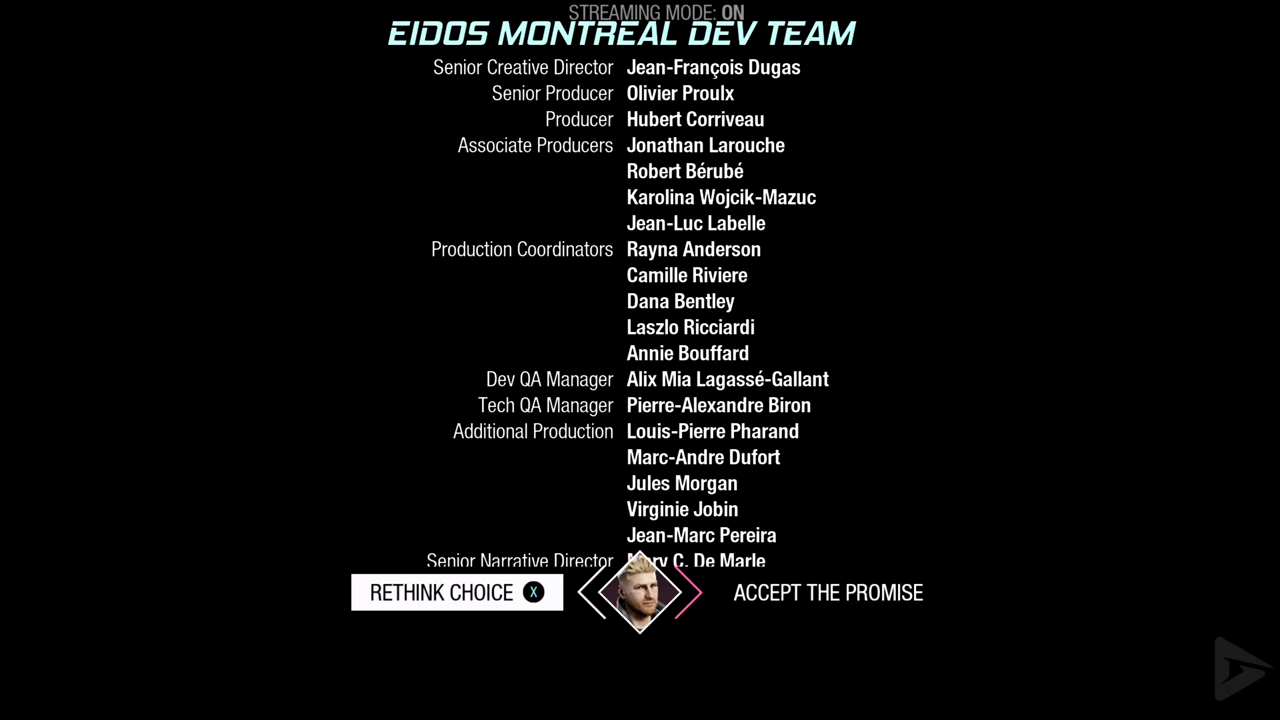 STREAMING MODE: ON
EIDOS MONTREAL DEV TEAM
Senior Creative Director Jean-François Dugas
Senior Producer Olivier Proulx
Producer Hubert Corriveau
Associate Producers Jonathan Larouche
Robert Bérubé
Karolina Wojcik-Mazuc
Jean-Luc Labelle
Production Coordinators Rayna Anderson
Camille Riviere
Dana Bentley
Laszlo Ricciardi
Annie Bouffard
Dev QA Manager Alix Mia Lagassé-Gallant
Tech QA Manager Pierre-Alexandre Biron
Additional Production Louis-Pierre Pharand
Marc-Andre Dufort
Jules Morgan
Virginie Jobin
Jean-Marc Pereira
Senior Narrative Director Mary C. De Marle
RETHINK CHOICE X ACCEPT THE PROMISE